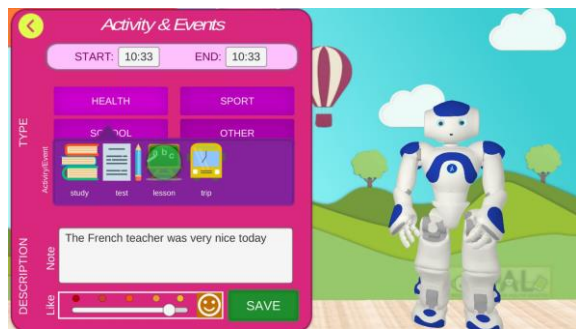 Activity & Events
START: 10:33 END: 10:33
TYPE
HEALTH SPORT
SCHOOL OTHER
Activity/Event
b c
study test lesson trip
DESCRIPTION
Note
The French teacher was very nice today
Like
SAVE